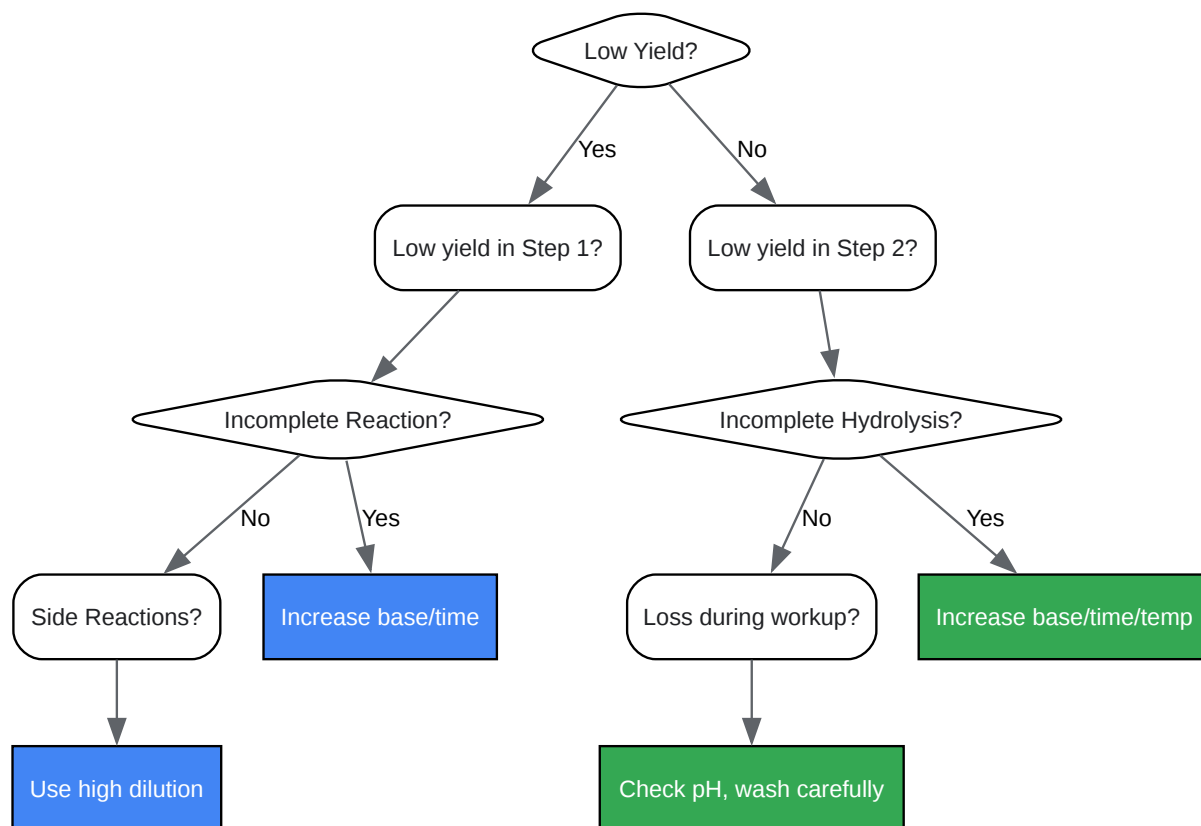 Low Yield?
Yes
No
Low yield in Step 1?
Low yield in Step 2?
Incomplete Reaction?
Incomplete Hydrolysis?
No
Yes
No
Yes
Side Reactions?
Increase base/time
Loss during workup?
Increase base/time/temp
Use high dilution
Check pH, wash carefully